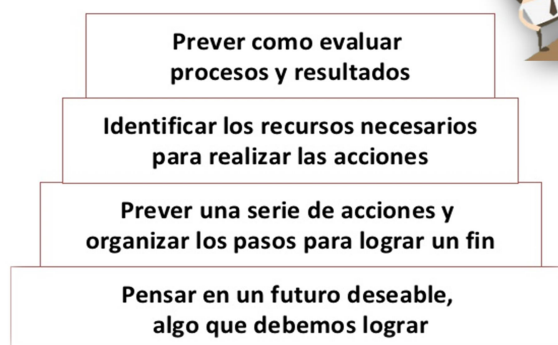 Prever como evaluar
procesos y resultados
Identificar los recursos necesarios
para realizar las acciones
Prever una serie de acciones y
organizar los pasos para lograr un fin
Pensar en un futuro deseable,
algo que debemos lograr